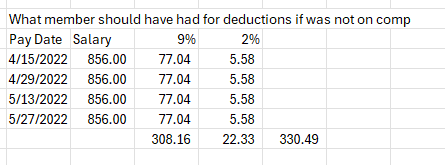 What member should have had for deductions if was not on comp
Pay Date Salary 9% 2%
4/15/2022 856.00 77.04 5.58
4/29/2022 856.00 77.04 5.58
5/13/2022 856.00 77.04 5.58
5/27/2022 856.00 77.04 5.58
308.16 22.33 330.49